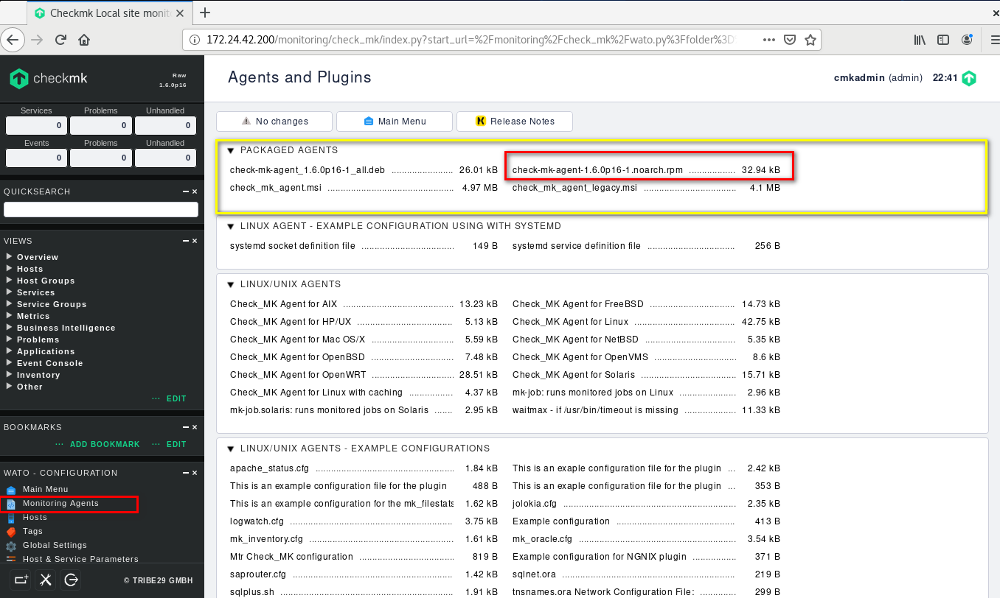 Checkmk Local site monit
172.24.42.200/monitoring/check_mk/index.py?start_url=%2Fmonitoring%2Fcheck_mk%2Fwato.py%3Ffolder%3D
checkmk
Raw
1.6.0p16
Services Problems Unhandled
0 0 0
Events Problems Unhandled
0 0 0
QUICKSEARCH
VIEWS
Overview
Hosts
Host Groups
Services
Service Groups
Metrics
Business Intelligence
Problems
Applications
Event Console
Inventory
Other
EDIT
BOOKMARKS
ADD BOOKMARK EDIT
WATO - CONFIGURATION
Main Menu
Monitoring Agents
Hosts
Tags
Global Settings
Host & Service Parameters
© TRIBE29 GMBH
Agents and Plugins
cmkadmin (admin) 22:41
No changes Main Menu Release Notes
PACKAGED AGENTS
check-mk-agent_1.6.0p16-1_all.deb 26.01 kB check-mk-agent-1.6.0p16-1.noarch.rpm 32.94 kB
check_mk_agent.msi 4.97 MB check_mk_agent_legacy.msi 4.1 MB
LINUX AGENT - EXAMPLE CONFIGURATION USING WITH SYSTEMD
systemd socket definition file 149 B systemd service definition file 256 B
LINUX/UNIX AGENTS
Check_MK Agent for AIX 13.23 kB Check_MK Agent for FreeBSD 14.73 kB
Check_MK Agent for HP/UX 5.13 kB Check_MK Agent for Linux 42.75 kB
Check_MK Agent for Mac OS/X 5.59 kB Check_MK Agent for NetBSD 5.35 kB
Check_MK Agent for OpenBSD 7.48 kB Check_MK Agent for OpenVMS 8.6 kB
Check_MK Agent for OpenWRT 28.51 kB Check_MK Agent for Solaris 15.71 kB
Check_MK Agent for Linux with caching 4.37 kB mk-job: runs monitored jobs on Linux 2.96 kB
mk-job.solaris: runs monitored jobs on Solaris 2.95 kB waitmax - if /usr/bin/timeout is missing 11.33 kB
LINUX/UNIX AGENTS - EXAMPLE CONFIGURATIONS
apache_status.cfg 1.84 kB This is an exaple configuration file for the plugin 2.42 kB
This is an example configuration file for the plugin 488 B This is an exaple configuration file for the plugin 353 B
This is an example configuration for the mk_filestats 1.62 kB jolokia.cfg 2.35 kB
logwatch.cfg 3.75 kB Example configuration 413 B
mk_inventory.cfg 1.61 kB mk_oracle.cfg 3.54 kB
Mtr Check_MK configuration 819 B Example configuration for NGNIX plugin 371 B
saprouter.cfg 1.42 kB sqlnet.ora 219 B
sqlplus.sh 1.91 kB tnsnames.ora Network Configuration File: 299 B